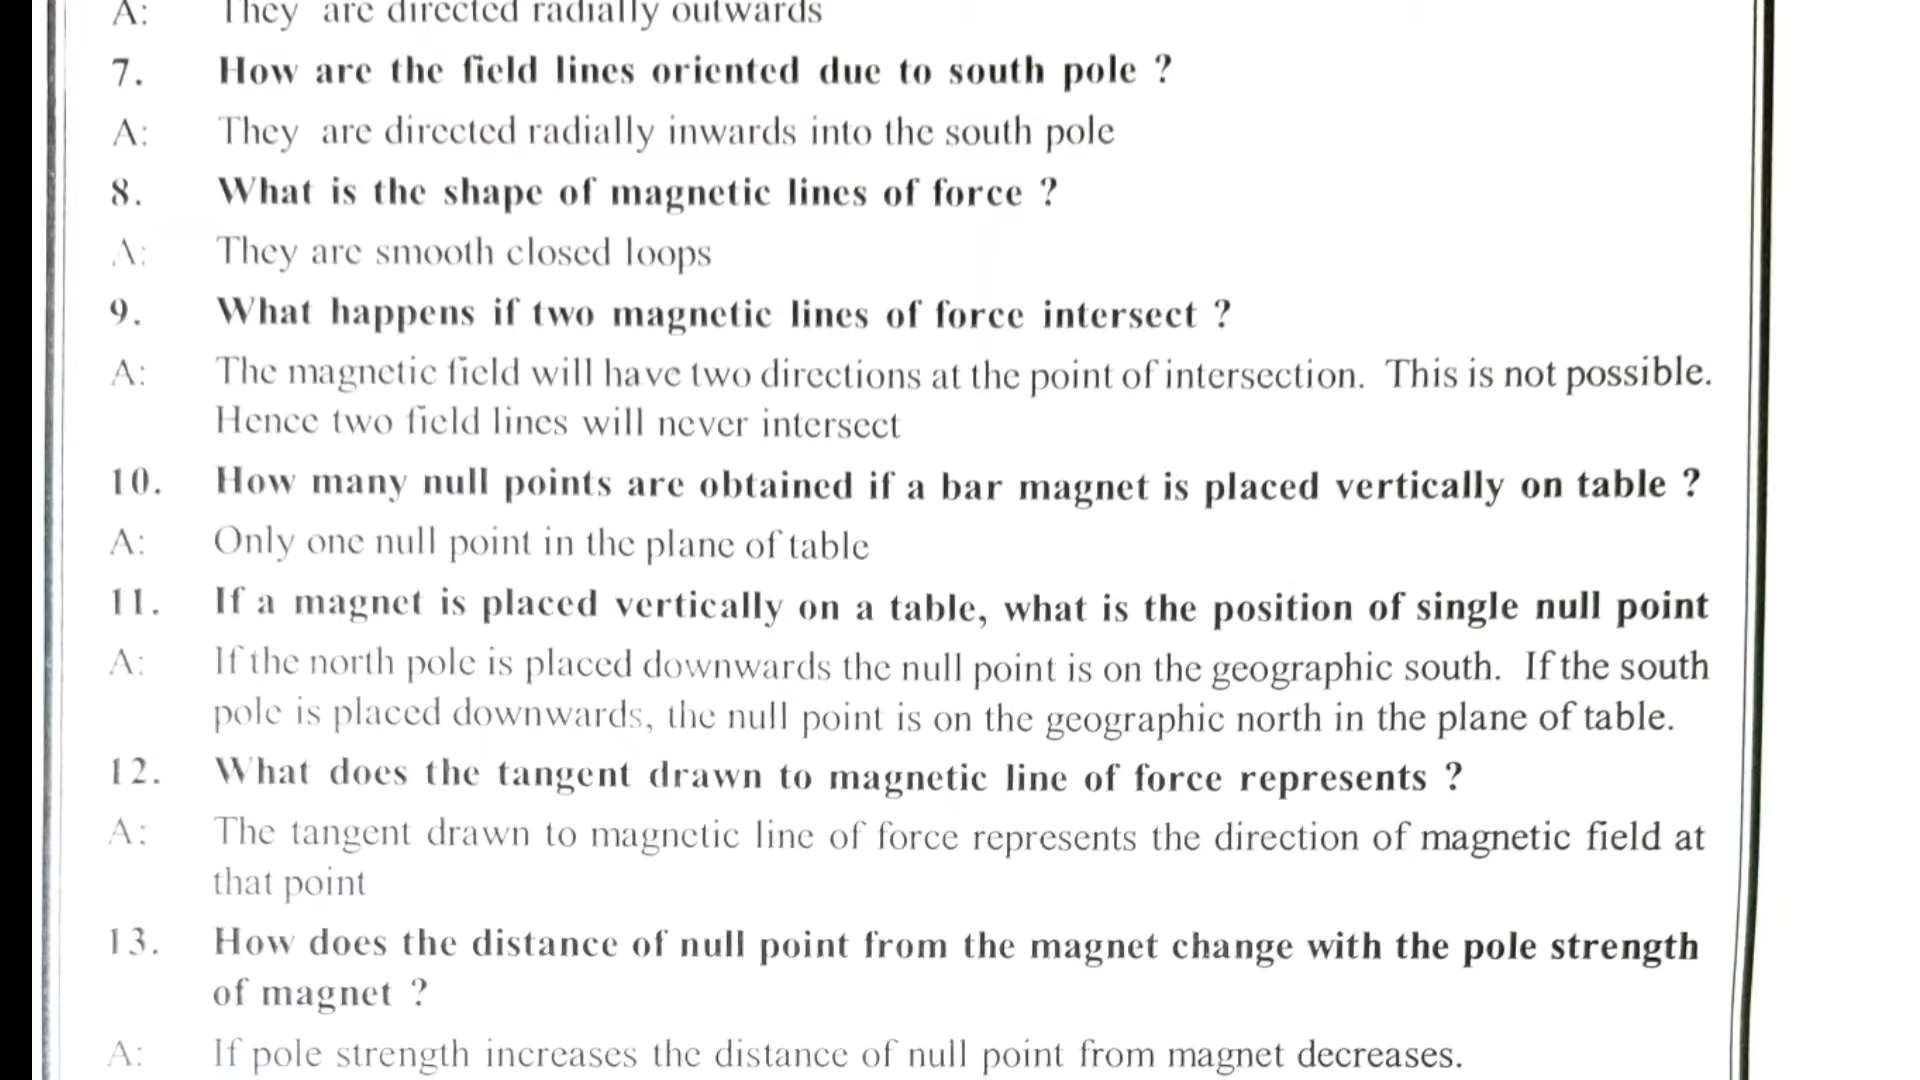 A: They are directed radially outwards
7. How are the field lines oriented due to south pole ?
A: They are directed radially inwards into the south pole
8. What is the shape of magnetic lines of force ?
A: They are smooth closed loops
9. What happens if two magnetic lines of force intersect ?
A: The magnetic field will have two directions at the point of intersection. This is not possible.
Hence two field lines will never intersect
10. How many null points are obtained if a bar magnet is placed vertically on table ?
A: Only one null point in the plane of table
11. If a magnet is placed vertically on a table, what is the position of single null point
A: If the north pole is placed downwards the null point is on the geographic south. If the south
pole is placed downwards, the null point is on the geographic north in the plane of table.
12. What does the tangent drawn to magnetic line of force represents ?
A: The tangent drawn to magnetic line of force represents the direction of magnetic field at
that point
13. How does the distance of null point from the magnet change with the pole strength
of magnet ?
A: If pole strength increases the distance of null point from magnet decreases.